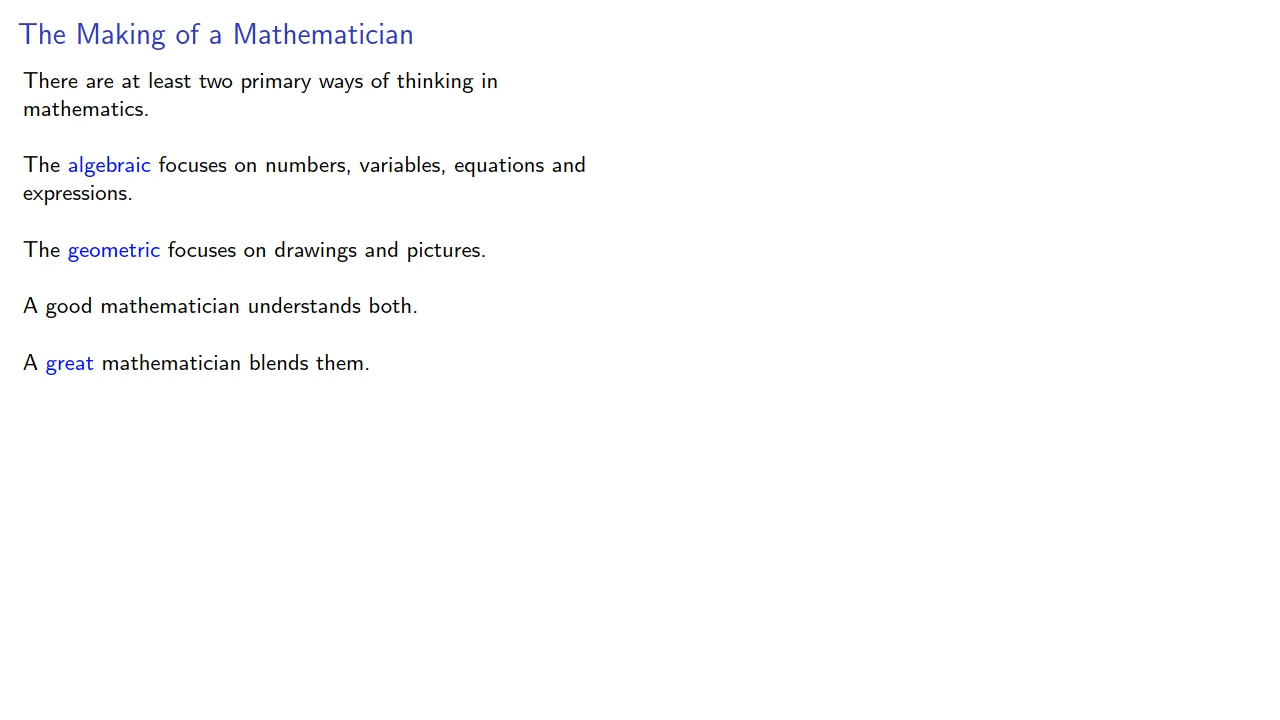 The Making of a Mathematician
There are at least two primary ways of thinking in
mathematics.
The algebraic focuses on numbers, variables, equations and
expressions.
The geometric focuses on drawings and pictures.
A good mathematician understands both.
A great mathematician blends them.